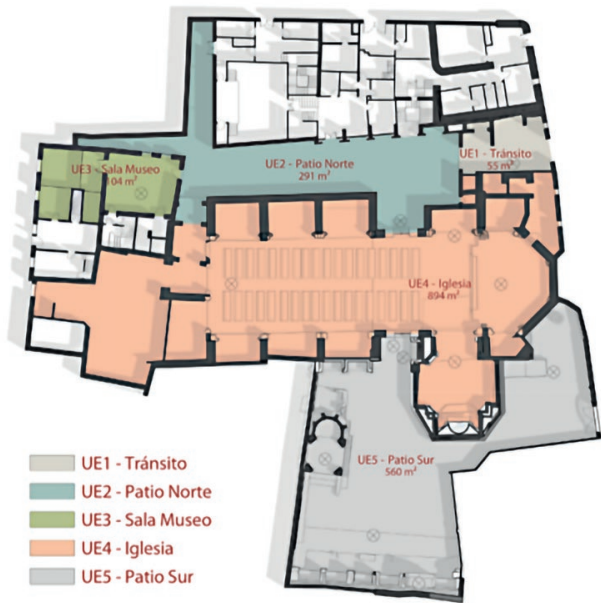 UE1 - Tránsito
55 m²
UE2 - Patio Norte
291 m²
UE3 - Sala Museo
104 m²
UE4 - Iglesia
894 m²
UE5 - Patio Sur
560 m²
UE1 - Tránsito
UE2 - Patio Norte
UE3 - Sala Museo
UE4 - Iglesia
UE5 - Patio Sur